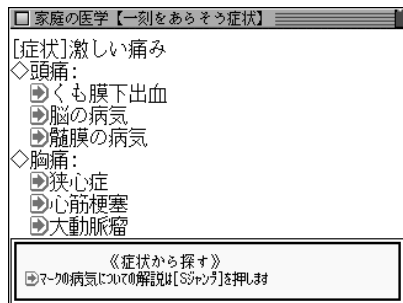 家庭の医学【一刻をあらそう症状】
[症状]激しい痛み
◇頭痛:
くも膜下出血
脳の病気
髄膜の病気
◇胸痛:
狭心症
心筋梗塞
大動脈瘤
《症状から探す》
マークの病気についての解説は[Sジャンプ]を押します